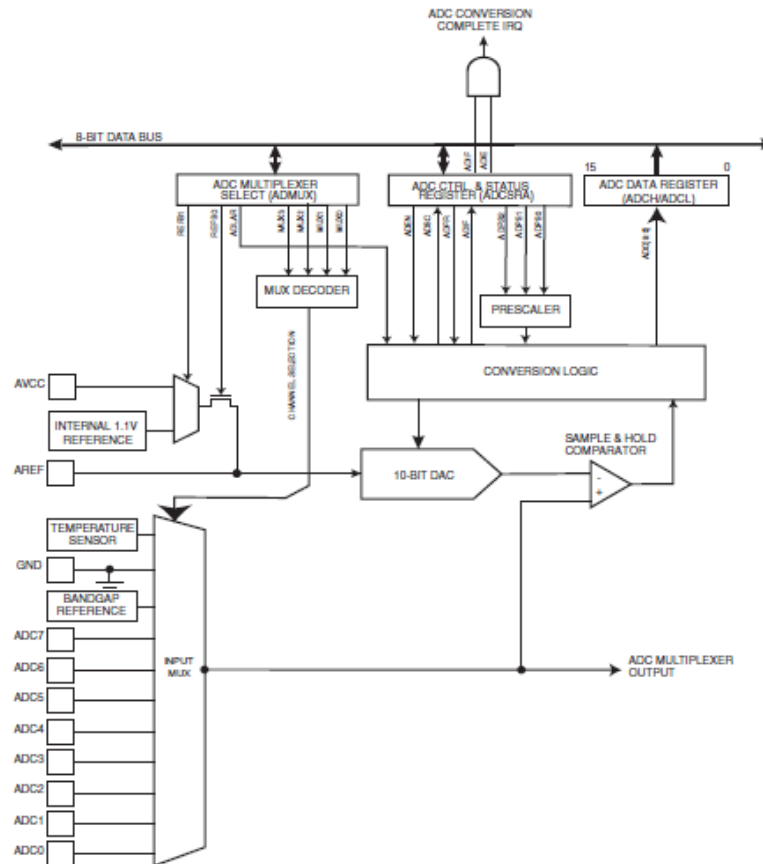 ADC CONVERSION
COMPLETE IRQ
8-BIT DATA BUS
ADIF
ADIE
15
0
ADC MULTIPLEXER
SELECT (ADMUX)
ADC CTRL. & STATUS
REGISTER (ADCSRA)
ADC DATA REGISTER
(ADCH/ADCL)
REFS1
REFS0
ADLAR
MUX3
MUX2
MUX1
MUX0
ADEN
ADSC
ADFR
ADIF
ADPS2
ADPS1
ADPS0
ADC[9:0]
MUX DECODER
PRESCALER
CHANNEL SELECTION
CONVERSION LOGIC
AVCC
INTERNAL 1.1V
REFERENCE
SAMPLE & HOLD
COMPARATOR
AREF
10-BIT DAC
-
+
TEMPERATURE
SENSOR
GND
BANDGAP
REFERENCE
ADC7
ADC6
INPUT
MUX
ADC MULTIPLEXER
OUTPUT
ADC5
ADC4
ADC3
ADC2
ADC1
ADC0